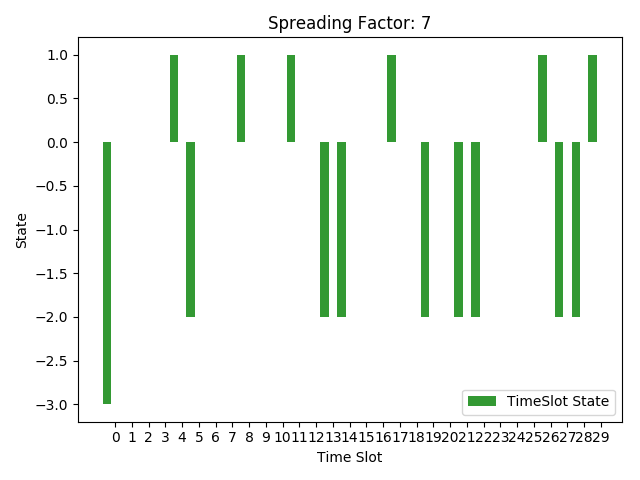 Spreading Factor: 7
1.0
0.5
0.0
−0.5
−1.0
−1.5
−2.0
−2.5
−3.0
State
TimeSlot State
0 1 2 3 4 5 6 7 8 9 10 11 12 13 14 15 16 17 18 19 20 21 22 23 24 25 26 27 28 29
Time Slot